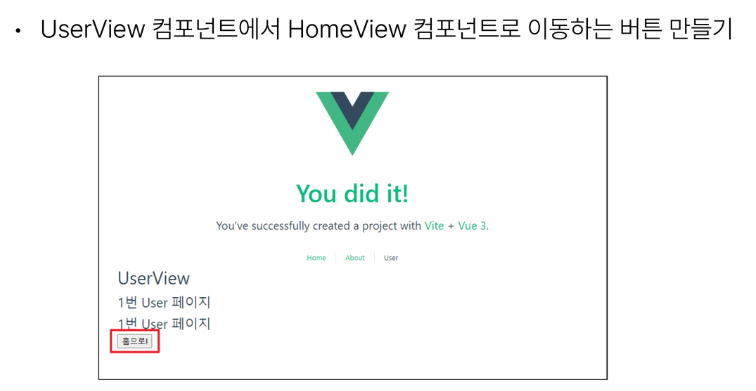 • UserView 컴포넌트에서 HomeView 컴포넌트로 이동하는 버튼 만들기
You did it!
You've successfully created a project with Vite + Vue 3.
Home About User
UserView
1번 User 페이지
1번 User 페이지
홈으로!